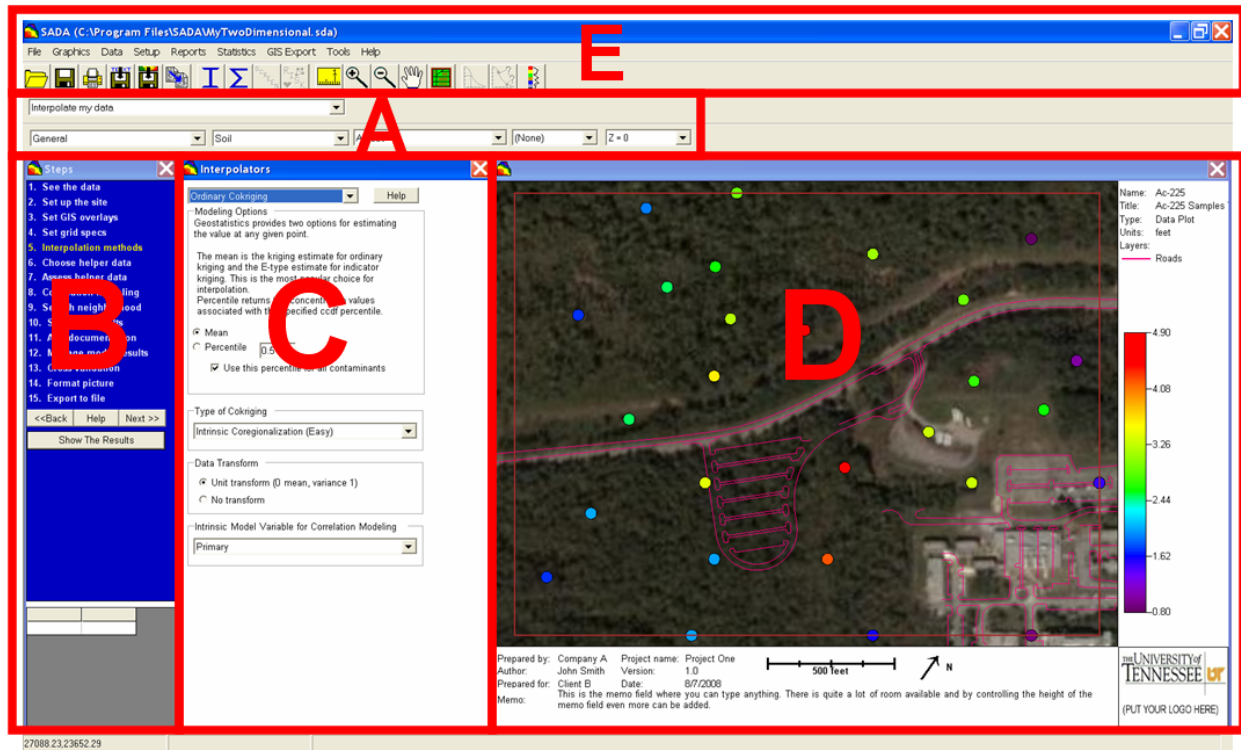 SADA (C:\Program Files\SADA\MyTwoDimensional.sda)
File Graphics Data Setup Reports Statistics GIS Export Tools Help
E
Interpolate my data
A
General Soil (None) Z = 0
Steps
1. See the data
2. Set up the site
3. Set GIS overlays
4. Set grid specs
5. Interpolation methods
6. Choose helper data
7. Assess helper data
8.
9.
10.
11.
12.
13.
14. Format picture
15. Export to file
B
<<Back Help Next >>
Show The Results
Interpolators
Ordinary Cokriging Help
Modeling Options
Geostatistics provides two options for estimating
the value at any given point.
The mean is the kriging estimate for ordinary
kriging and the E-type estimate for indicator
kriging. This is the most popular choice for
interpolation.
Percentile returns concentration values
associated with the specified ccdf percentile.
Mean
Percentile 0.5
Use this percentile for all contaminants
C
Type of Cokriging
Intrinsic Coregionalization (Easy)
Data Transform
Unit transform (0 mean, variance 1)
No transform
Intrinsic Model Variable for Correlation Modeling
Primary
D
Name: Ac-225
Title: Ac-225 Samples
Type: Data Plot
Units: feet
Layers:
Roads
4.90
4.08
3.26
2.44
1.62
0.80
Prepared by: Company A Project name: Project One
Author: John Smith Version: 1.0
Prepared for: Client B Date: 8/7/2008
Memo: This is the memo field where you can type anything. There is quite a lot of room available and by controlling the height of the
memo field even more can be added.
500 feet
N
THE UNIVERSITY of
TENNESSEE UT
(PUT YOUR LOGO HERE)
27088.23,23652.29